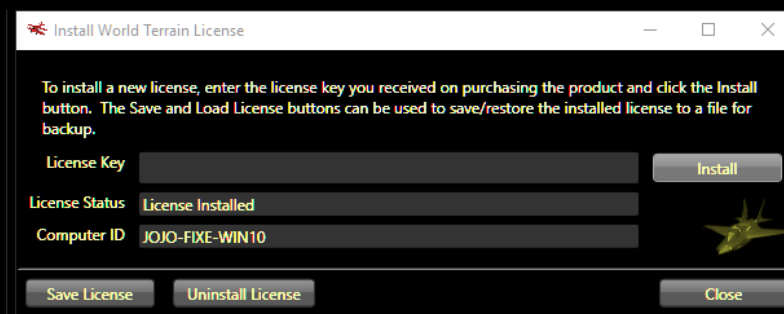 Install World Terrain License
To install a new license, enter the license key you received on purchasing the product and click the Install
button. The Save and Load License buttons can be used to save/restore the installed license to a file for
backup.
License Key
Install
License Status License Installed
Computer ID JOJO-FIXE-WIN10
Save License Uninstall License Close